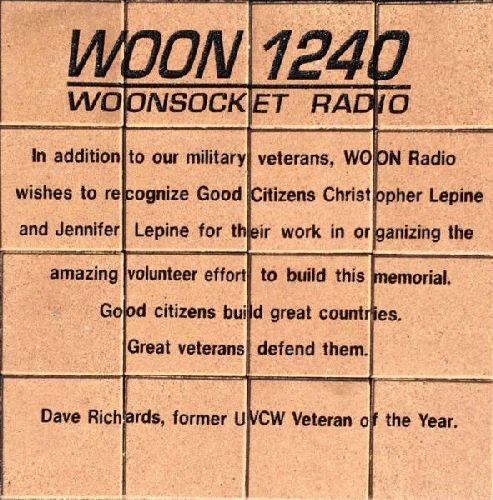 WOON 1240
WOONSOCKET RADIO
In addition to our military veterans, WOON Radio
wishes to recognize Good Citizens Christopher Lepine
and Jennifer Lepine for their work in organizing the
amazing volunteer effort to build this memorial.
Good citizens build great countries.
Great veterans defend them.
Dave Richards, former UVCW Veteran of the Year.